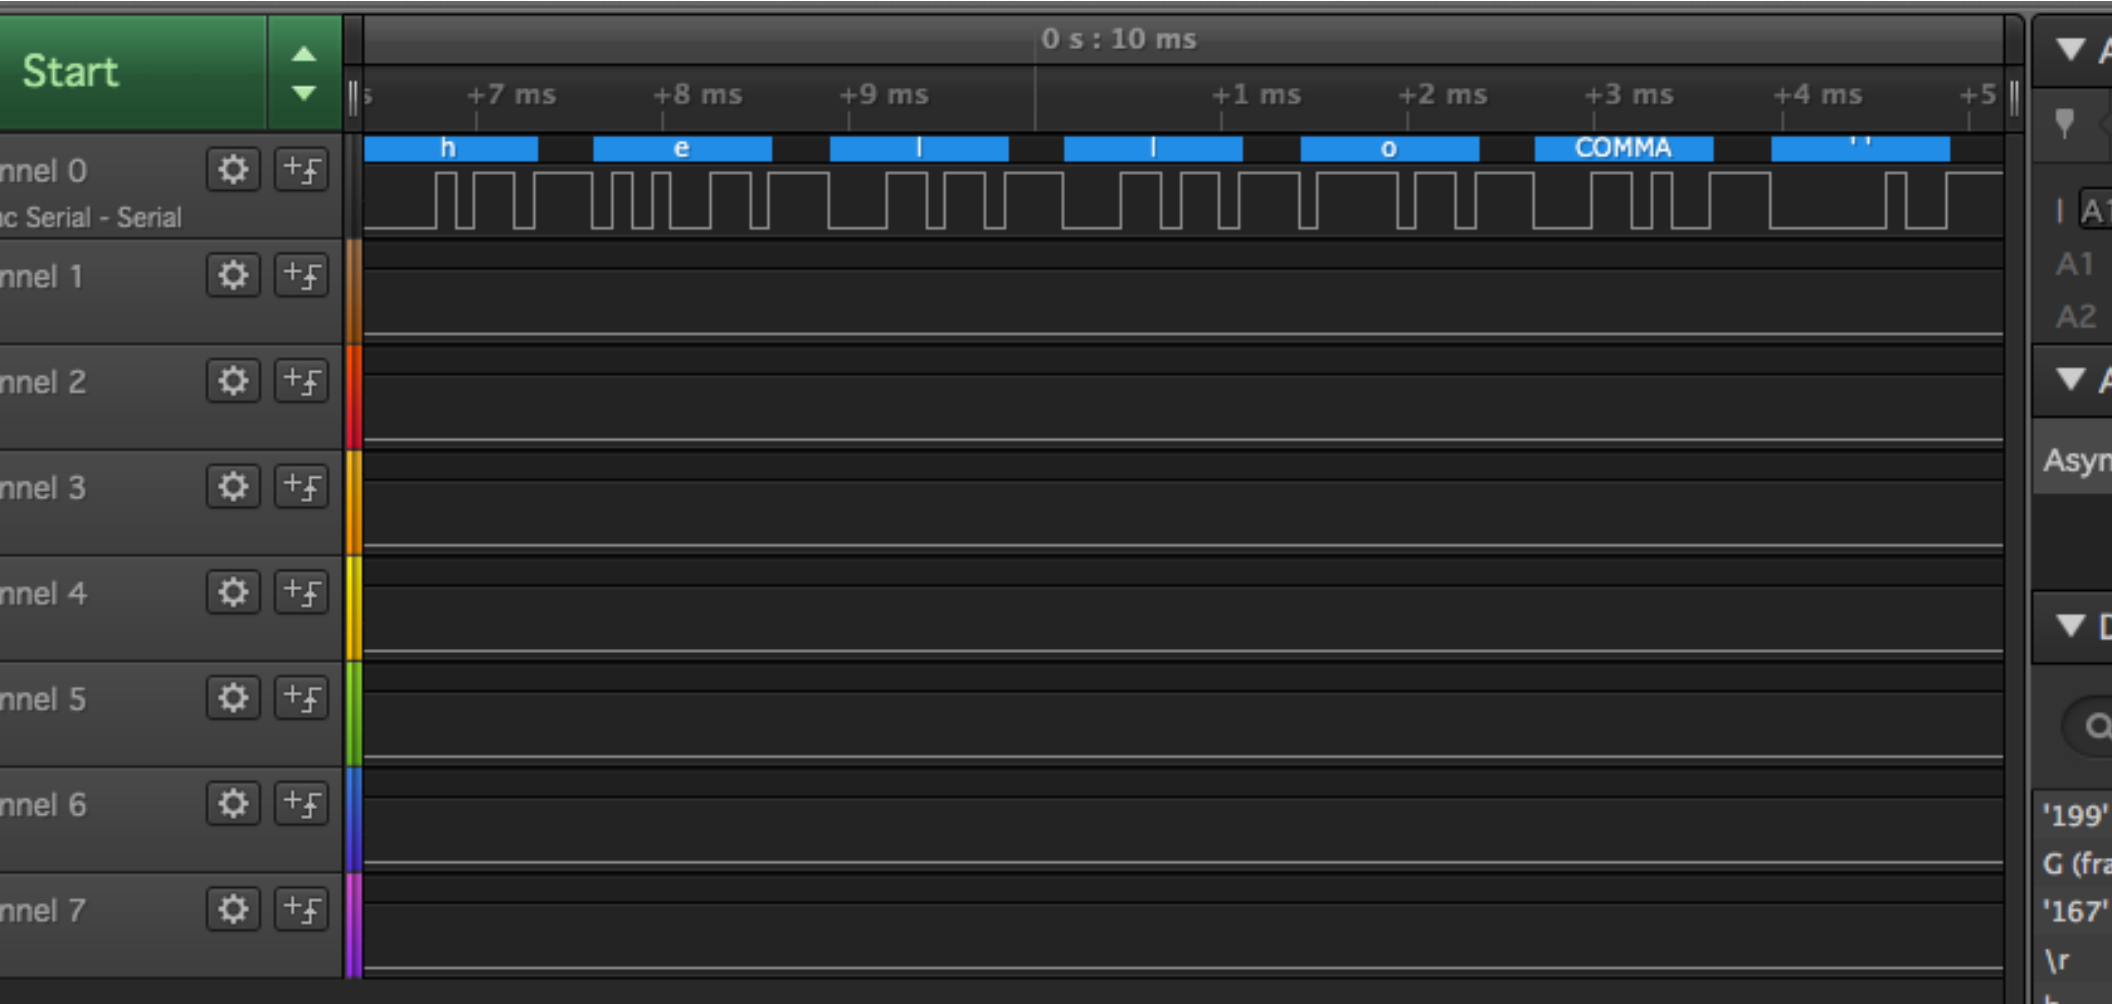 Start
0 s : 10 ms
s +7 ms +8 ms +9 ms +1 ms +2 ms +3 ms +4 ms +5
h e l l o COMMA ' '
nnel 0
nc Serial - Serial
nnel 1
nnel 2
nnel 3
nnel 4
nnel 5
nnel 6
nnel 7
A
I A1
A1
A2
A
Asyn
D
'199'
G (fra
'167'
\r
h